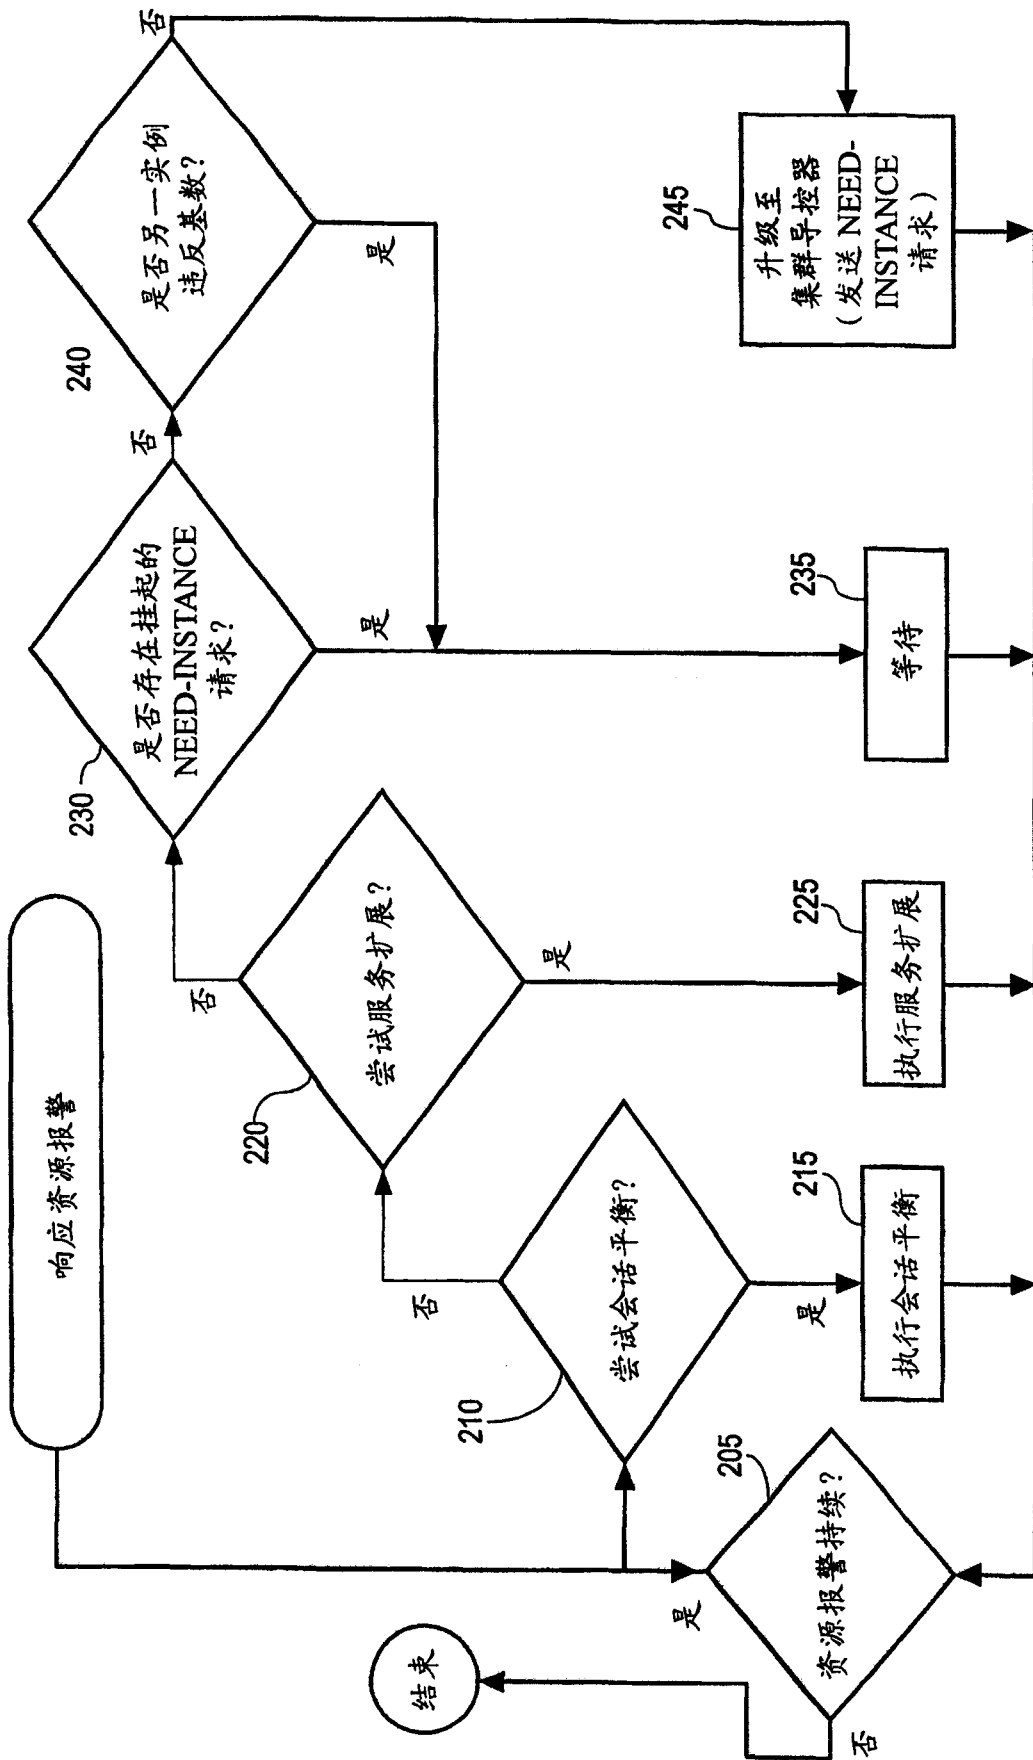 响应资源报警
结束
否
是
资源报警持续？
205
210
尝试会话平衡？
否
是
215
执行会话平衡
220
尝试服务扩展？
否
是
225
执行服务扩展
230
是否存在挂起的
NEED-INSTANCE
请求？
否
是
235
等待
240
是否另一实例
违反基数？
否
是
245
升级至
集群导控器
（发送 NEED-
INSTANCE
请求）